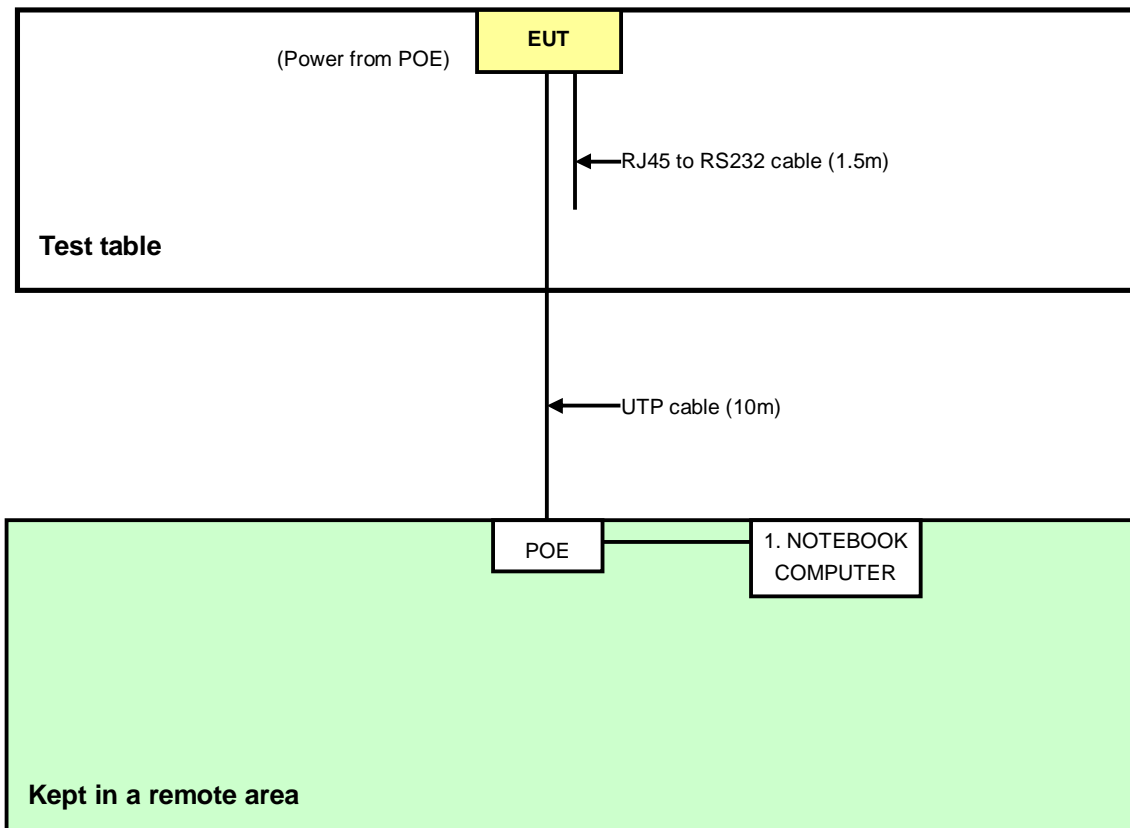 EUT
(Power from POE)
RJ45 to RS232 cable (1.5m)
Test table
UTP cable (10m)
POE
1. NOTEBOOK
COMPUTER
Kept in a remote area